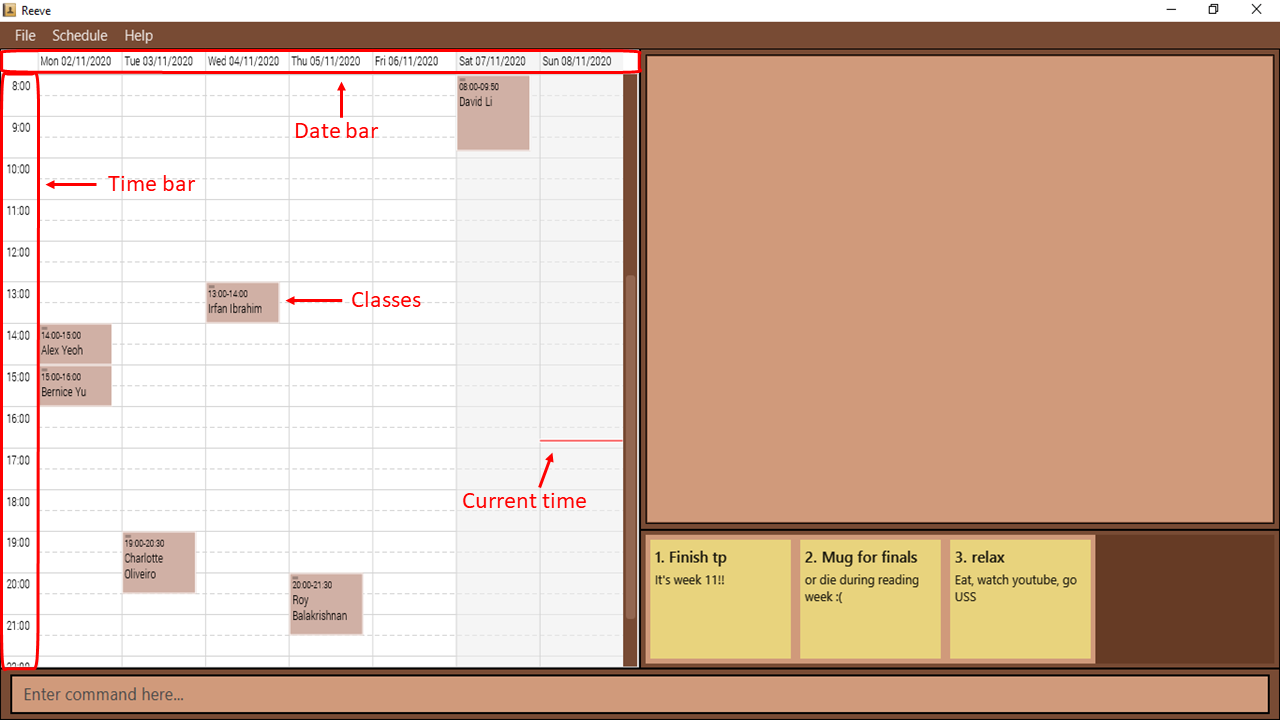 Reeve
File Schedule Help
Mon 02/11/2020 Tue 03/11/2020 Wed 04/11/2020 Thu 05/11/2020 Fri 06/11/2020 Sat 07/11/2020 Sun 08/11/2020
8:00
08:00-09:50
David Li
9:00
Date bar
10:00
Time bar
11:00
12:00
13:00
13:00-14:00
Irfan Ibrahim
Classes
14:00
14:00-15:00
Alex Yeoh
15:00
15:00-16:00
Bernice Yu
16:00
17:00
Current time
18:00
19:00
19:00-20:30
Charlotte
Oliveiro
20:00
20:00-21:30
Roy
Balakrishnan
21:00
22:00
1. Finish tp
It's week 11!!
2. Mug for finals
or die during reading
week :(
3. relax
Eat, watch youtube, go
USS
Enter command here...